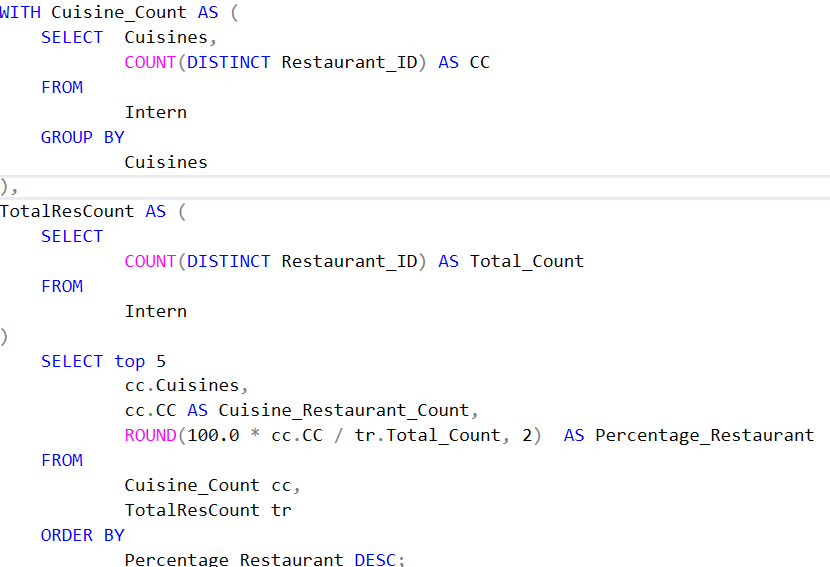 WITH Cuisine_Count AS (
    SELECT  Cuisines,
            COUNT(DISTINCT Restaurant_ID) AS CC
    FROM
            Intern
    GROUP BY
            Cuisines
),
TotalResCount AS (
    SELECT
            COUNT(DISTINCT Restaurant_ID) AS Total_Count
    FROM
            Intern
)
    SELECT top 5
            cc.Cuisines,
            cc.CC AS Cuisine_Restaurant_Count,
            ROUND(100.0 * cc.CC / tr.Total_Count, 2)  AS Percentage_Restaurant
    FROM
            Cuisine_Count cc,
            TotalResCount tr
    ORDER BY
            Percentage_Restaurant DESC;